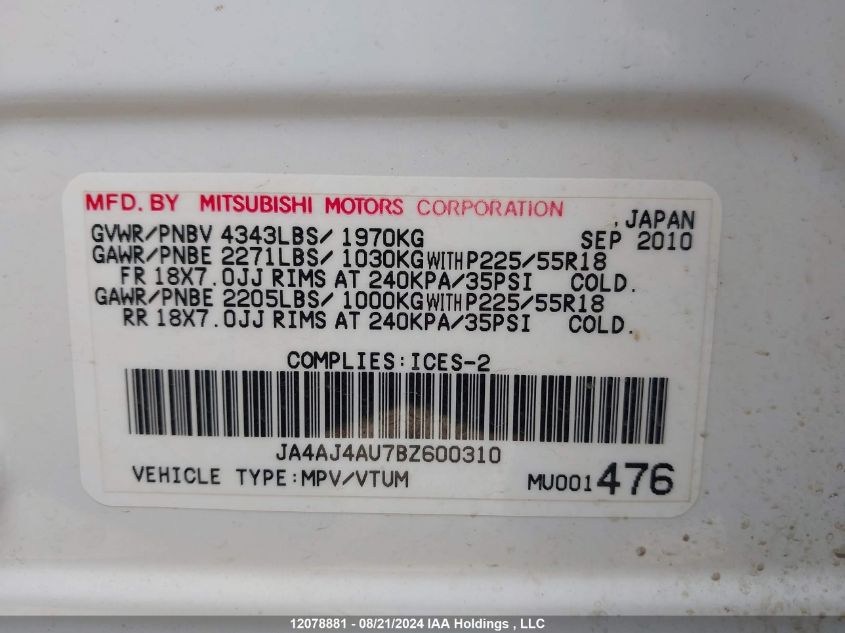 MFD. BY MITSUBISHI MOTORS CORPORATION
, JAPAN
GVWR/PNBV 4343LBS/ 1970KG SEP 2010
GAWR/PNBE 2271LBS/ 1030KG WITH P225/55R18
FR 18X7.0JJ RIMS AT 240KPA/35PSI COLD.
GAWR/PNBE 2205LBS/ 1000KG WITH P225/55R18
RR 18X7.0JJ RIMS AT 240KPA/35PSI COLD.
COMPLIES:ICES-2
JA4AJ4AU7BZ600310
VEHICLE TYPE:MPV/VTUM MU001476
12078881 - 08/21/2024 IAA Holdings , LLC